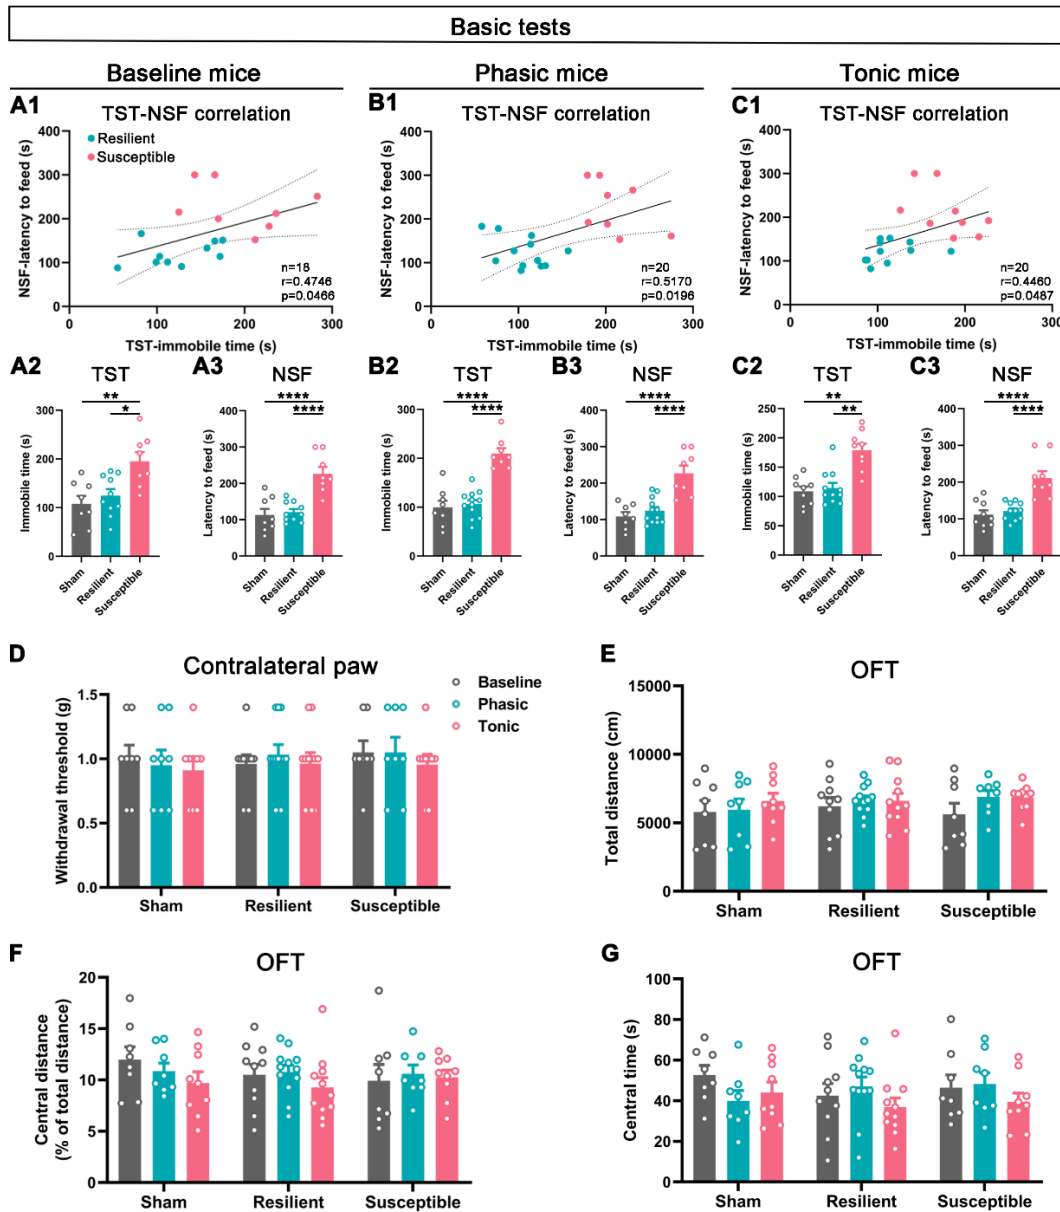 Basic tests
Baseline mice
Phasic mice
Tonic mice
A1
TST-NSF correlation
Resilient
Susceptible
NSF-latency to feed (s)
400
300
200
100
0
0
100
200
300
TST-immobile time (s)
n=18
r=0.4746
p=0.0466
B1
TST-NSF correlation
NSF-latency to feed (s)
400
300
200
100
0
0
100
200
300
TST-immobile time (s)
n=20
r=0.5170
p=0.0196
C1
TST-NSF correlation
NSF-latency to feed (s)
400
300
200
100
0
0
100
200
300
TST-immobile time (s)
n=20
r=0.4460
p=0.0487
A2
TST
**
*
Immobile time (s)
300
200
100
0
Sham
Resilient
Susceptible
A3
NSF
****
****
Latency to feed (s)
400
300
200
100
0
Sham
Resilient
Susceptible
B2
TST
****
****
Immobile time (s)
300
200
100
0
Sham
Resilient
Susceptible
B3
NSF
****
****
Latency to feed (s)
400
300
200
100
0
Sham
Resilient
Susceptible
C2
TST
**
**
Immobile time (s)
250
200
150
100
50
0
Sham
Resilient
Susceptible
C3
NSF
****
****
Latency to feed (s)
400
300
200
100
0
Sham
Resilient
Susceptible
D
Contralateral paw
Baseline
Phasic
Tonic
Withdrawal threshold (g)
1.5
1.0
0.5
0.0
Sham
Resilient
Susceptible
E
OFT
Total distance (cm)
15000
10000
5000
0
Sham
Resilient
Susceptible
F
OFT
Central distance
(% of total distance)
20
15
10
5
0
Sham
Resilient
Susceptible
G
OFT
Central time (s)
100
80
60
40
20
0
Sham
Resilient
Susceptible